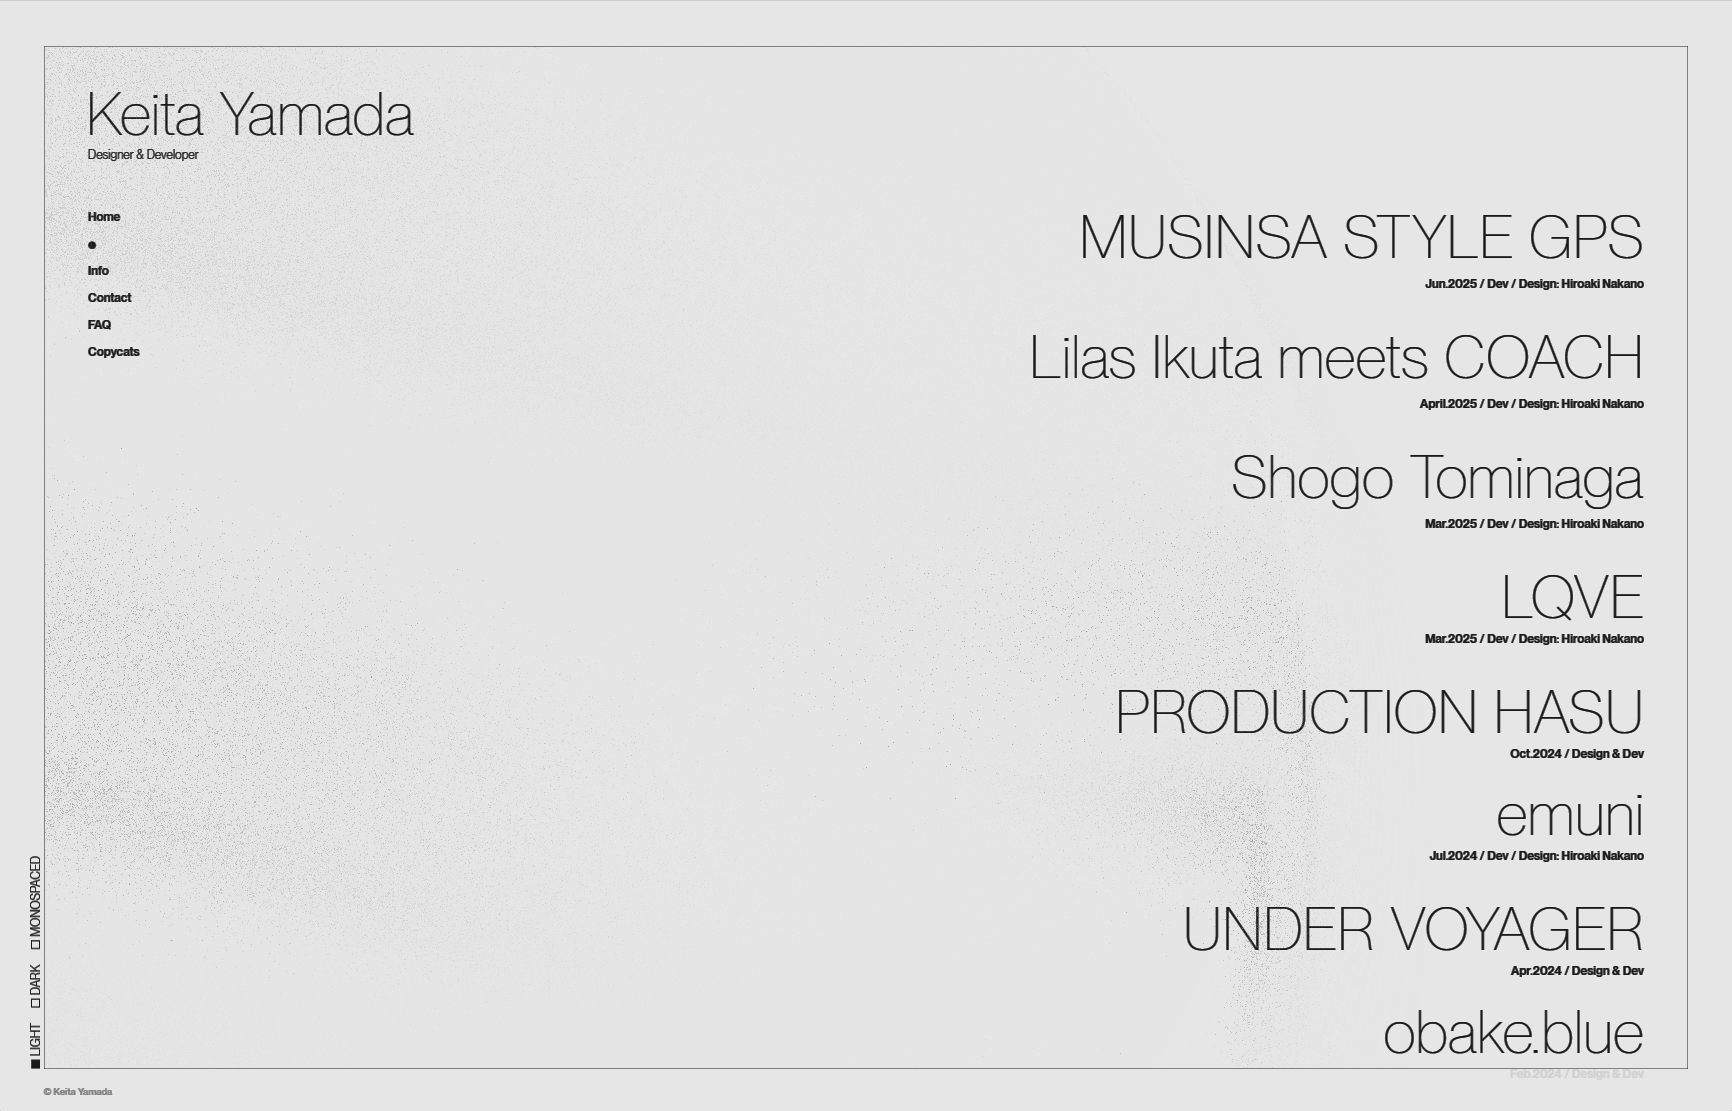 Keita Yamada
Designer & Developer
Home
Info
Contact
FAQ
Copycats
MUSINSA STYLE GPS
Jun.2025 / Dev / Design: Hiroaki Nakano
Lilas Ikuta meets COACH
April.2025 / Dev / Design: Hiroaki Nakano
Shogo Tominaga
Mar.2025 / Dev / Design: Hiroaki Nakano
LQVE
Mar.2025 / Dev / Design: Hiroaki Nakano
PRODUCTION HASU
Oct.2024 / Design & Dev
emuni
Jul.2024 / Dev / Design: Hiroaki Nakano
UNDER VOYAGER
Apr.2024 / Design & Dev
obake.blue
Feb.2024 / Design & Dev
LIGHT
DARK
MONOSPACED
© Keita Yamada